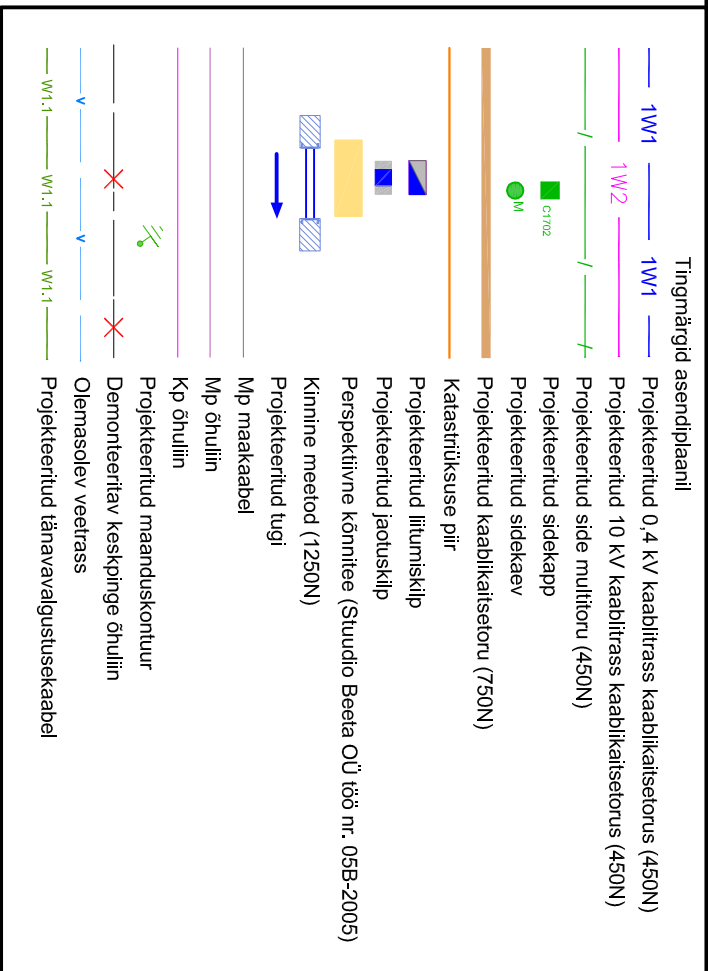 Tingmärgid asendiplaanil
1W1 1W1 Projekteeritud 0,4 kV kaablitrass kaablikaitsetorus (450N)
1W2 Projekteeritud 10 kV kaablitrass kaablikaitsetorus (450N)
Projekteeritud side multitoru (450N)
C1702 Projekteeritud sidekapp
M Projekteeritud sidekaev
Projekteeritud kaablikaitsetoru (750N)
Katastriüksuse piir
Projekteeritud liitumiskilp
Projekteeritud jaotuskilp
Perspektiivne kõnnitee (Stuudio Beeta OÜ töö nr. 05B-2005)
Kinnine meetod (1250N)
Projekteeritud tugi
Mp maakaabel
Mp õhuliin
Kp õhuliin
Projekteeritud maanduskontuur
Demonteeritav keskpinge õhuliin
v v Olemasolev veetrass
W1.1 W1.1 W1.1 Projekteeritud tänavavalgustusekaabel